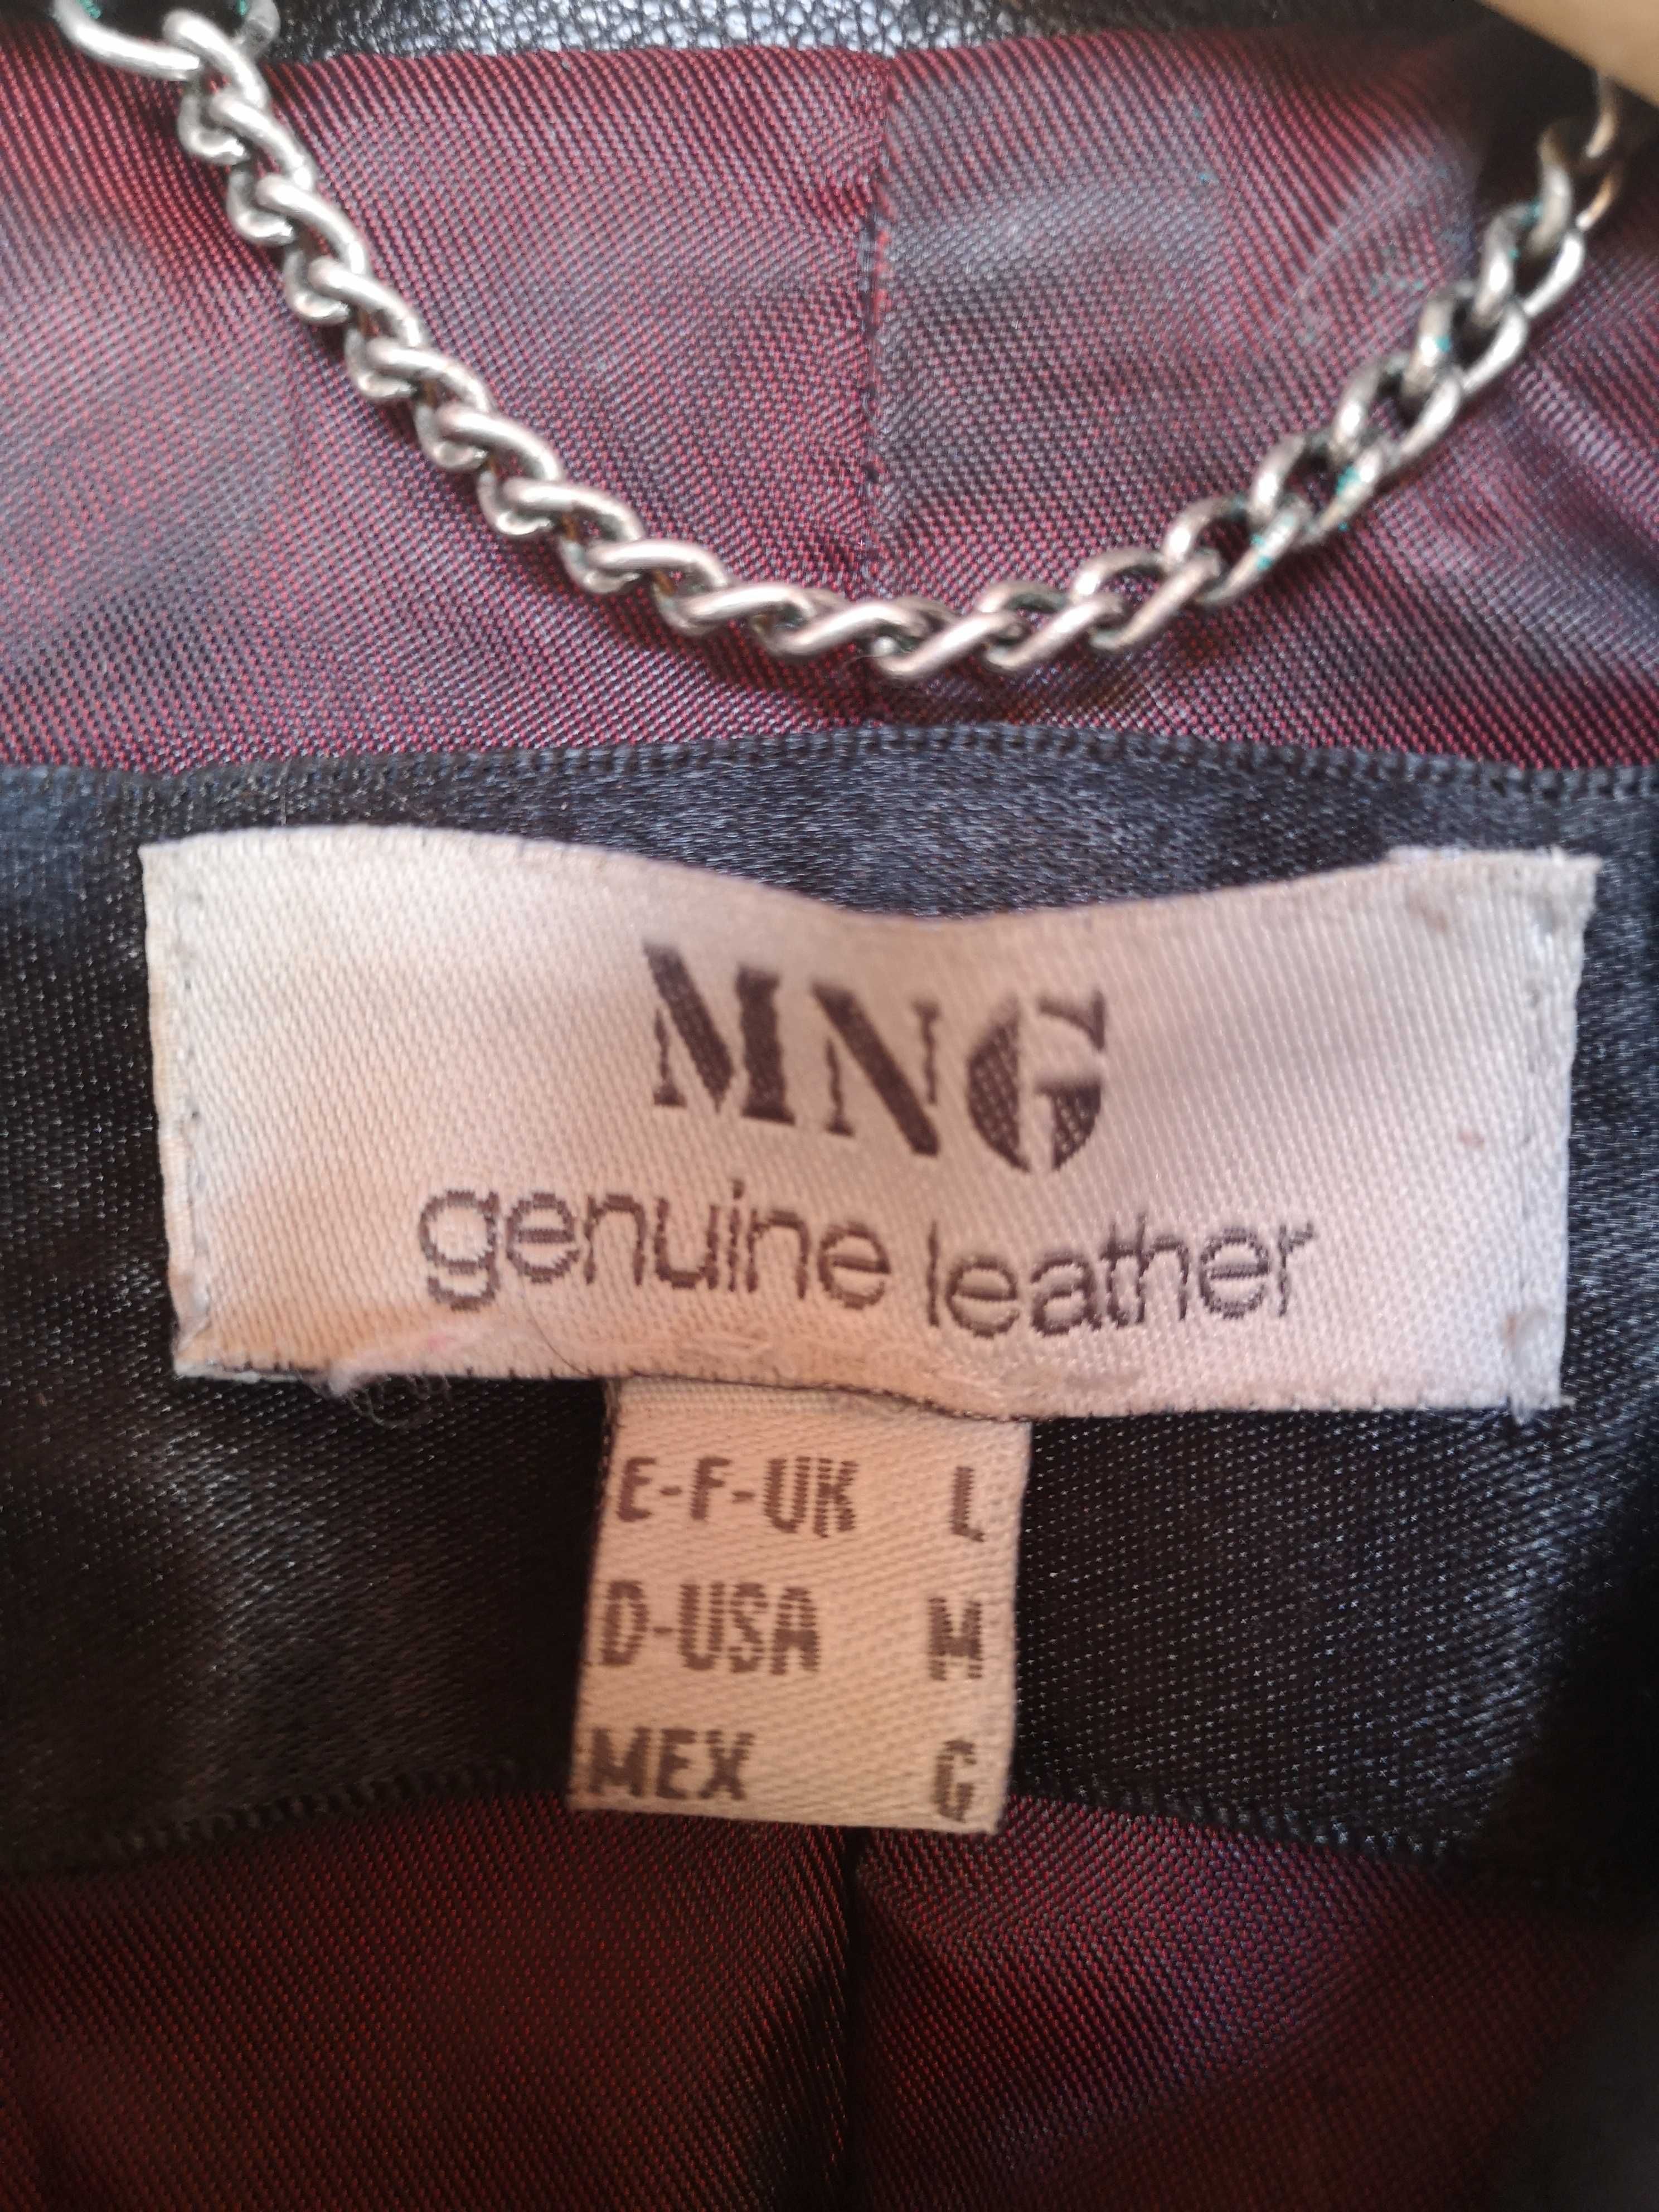 MNG
genuine leather
E-F-UK L
D-USA M
MEX G